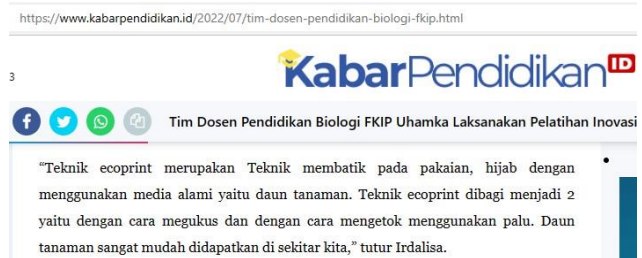 https://www.kabarpendidikan.id/2022/07/tim-dosen-pendidikan-biologi-fkip.html
KabarPendidikan ID
3
Tim Dosen Pendidikan Biologi FKIP Uhamka Laksanakan Pelatihan Inovasi
“Teknik ecoprint merupakan Teknik membatik pada pakaian, hijab dengan
menggunakan media alami yaitu daun tanaman. Teknik ecoprint dibagi menjadi 2
yaitu dengan cara megukus dan dengan cara mengetok menggunakan palu. Daun
tanaman sangat mudah didapatkan di sekitar kita,” tutur Irdalisa.